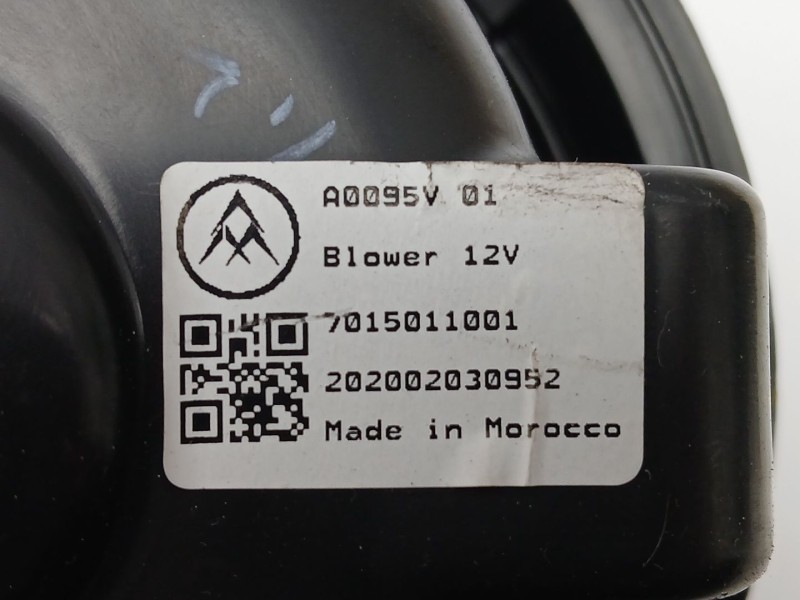 A0095V 01
Blower 12V
7015011001
202002030952
Made in Morocco